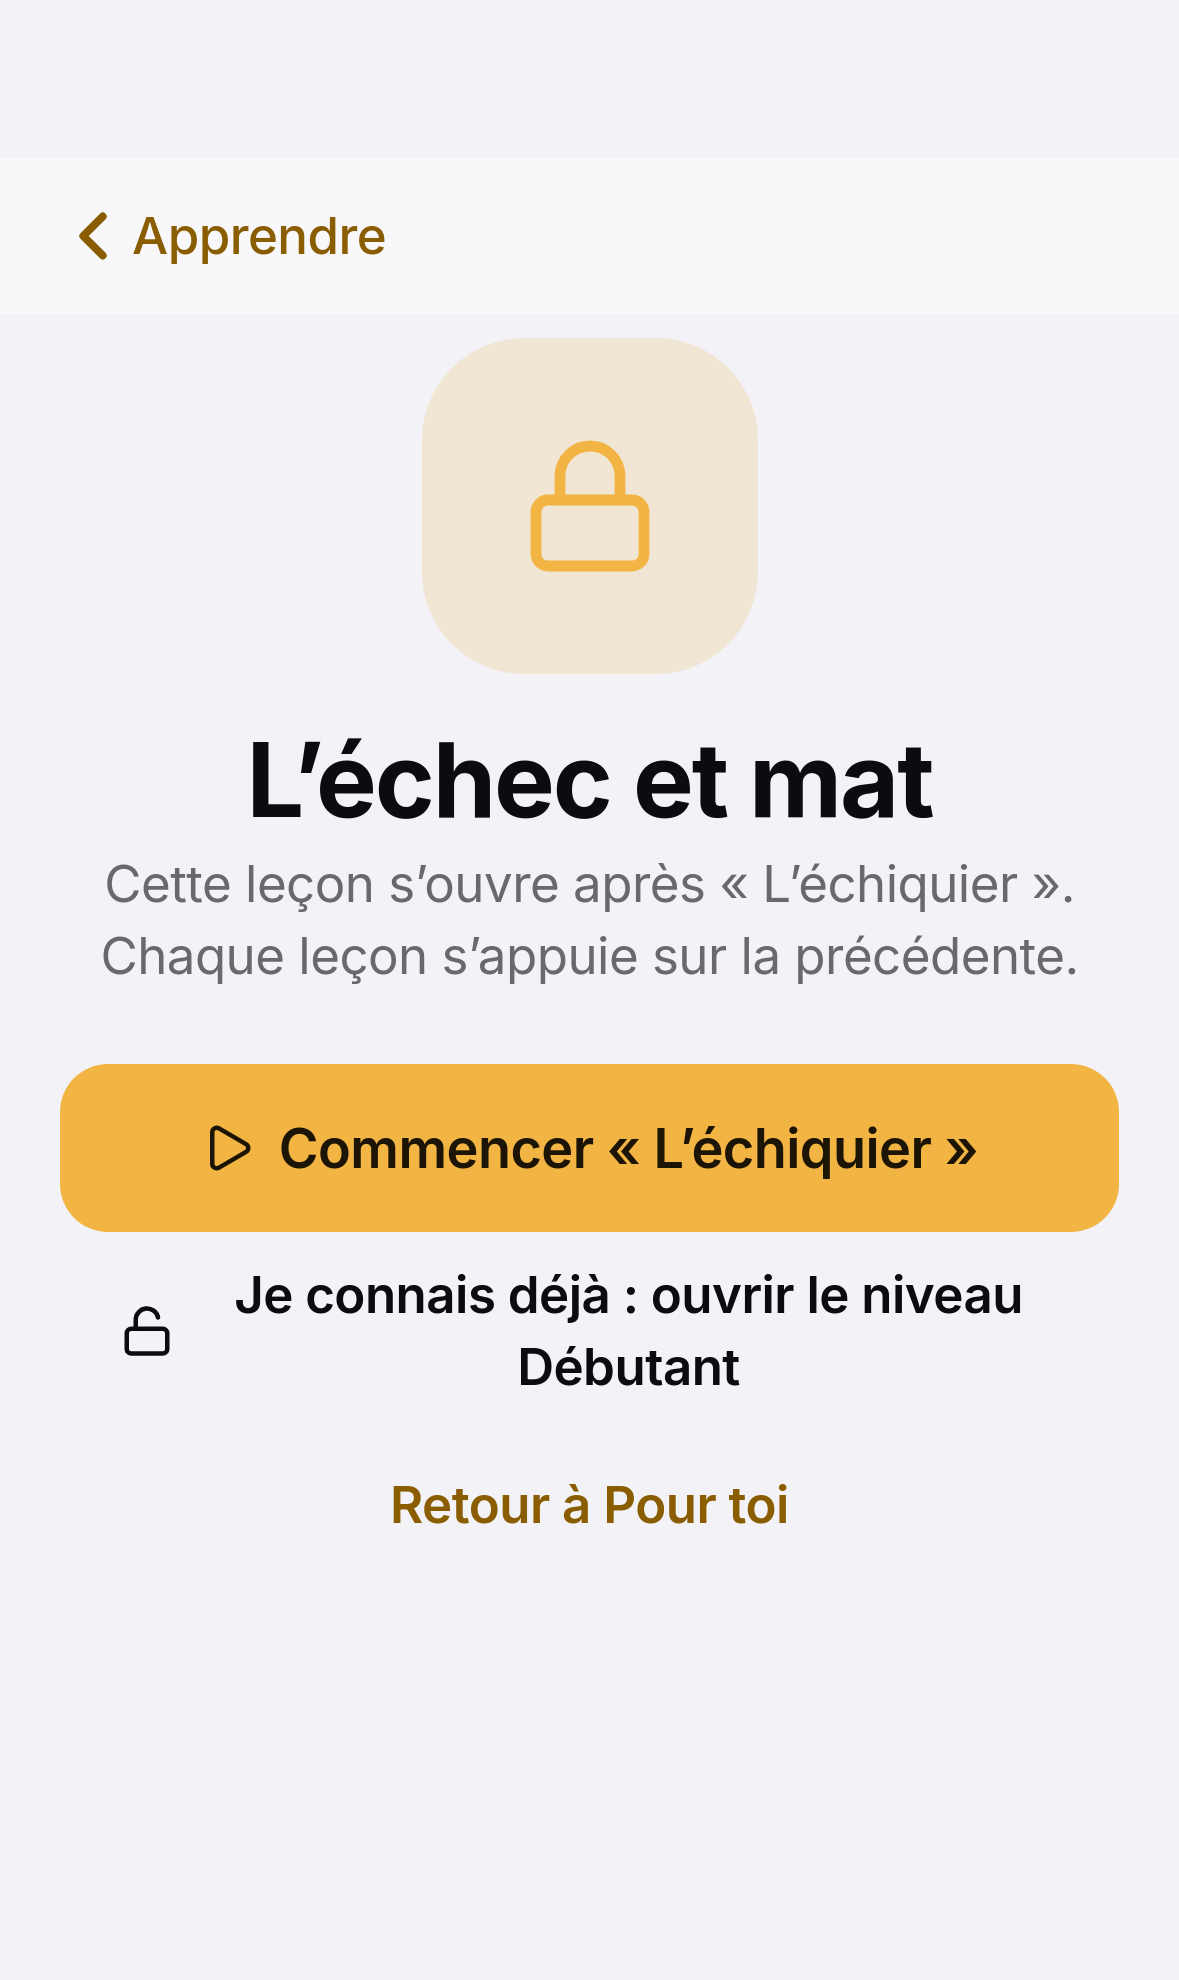 Apprendre
L’échec et mat
Cette leçon s’ouvre après « L’échiquier ».
Chaque leçon s’appuie sur la précédente.
Commencer « L’échiquier »
Je connais déjà : ouvrir le niveau
Débutant
Retour à Pour toi